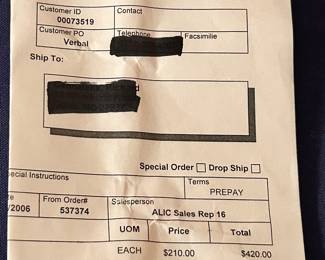 Customer ID Contact
00073519
Customer PO Telephone Facsimilie
Verbal
Ship To:
Special Order Drop Ship
Special Instructions Terms
PREPAY
From Order# Salesperson
/2006 537374 ALIC Sales Rep 16
UOM Price Total
EACH $210.00 $420.00